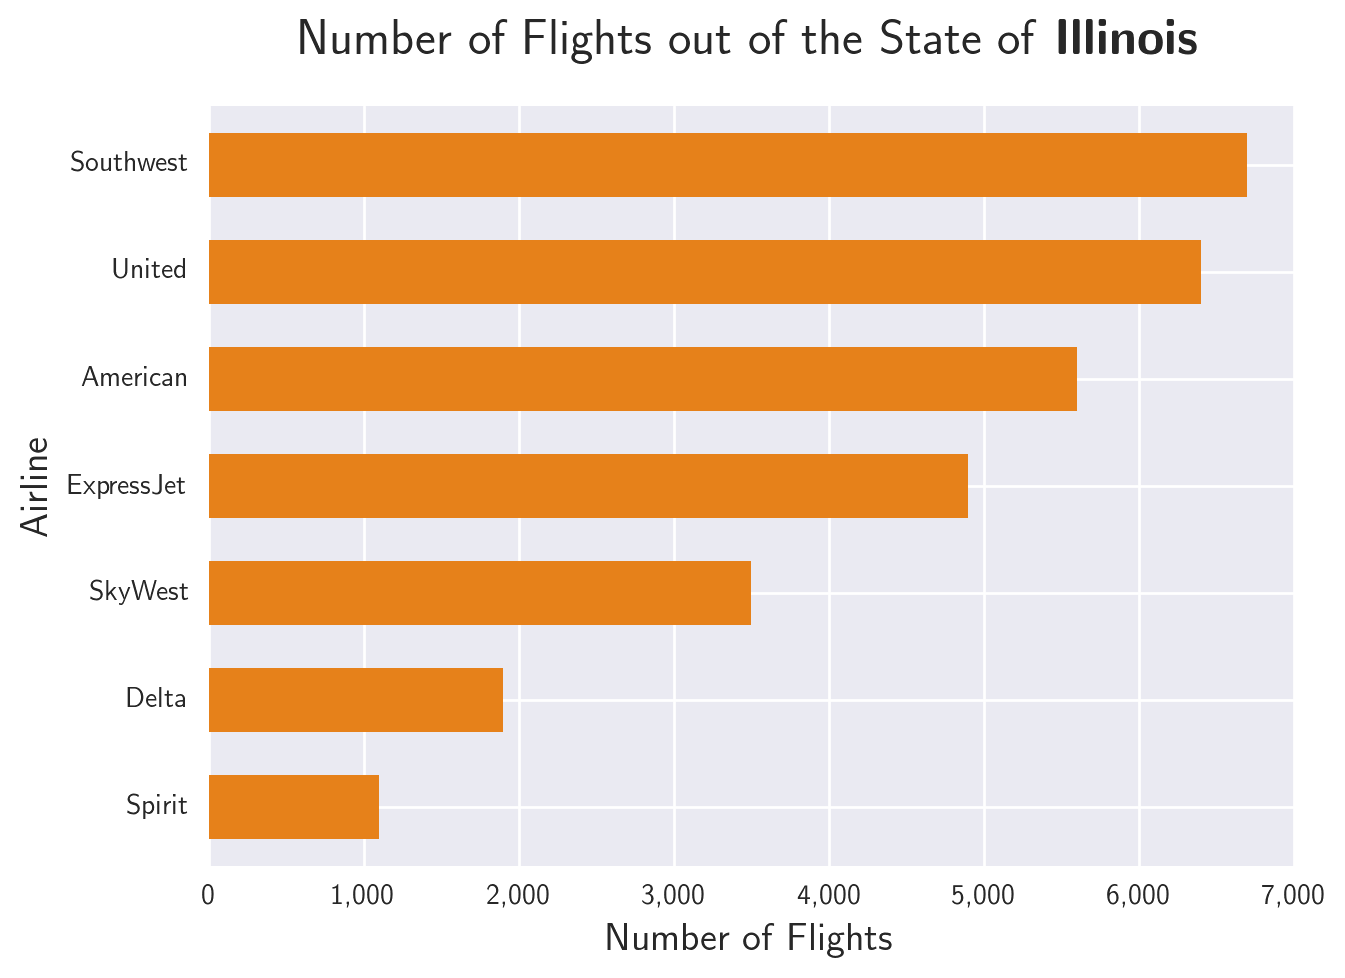 Number of Flights out of the State of Illinois
Southwest
United
American
ExpressJet
SkyWest
Delta
Spirit
Airline
0 1,000 2,000 3,000 4,000 5,000 6,000 7,000
Number of Flights